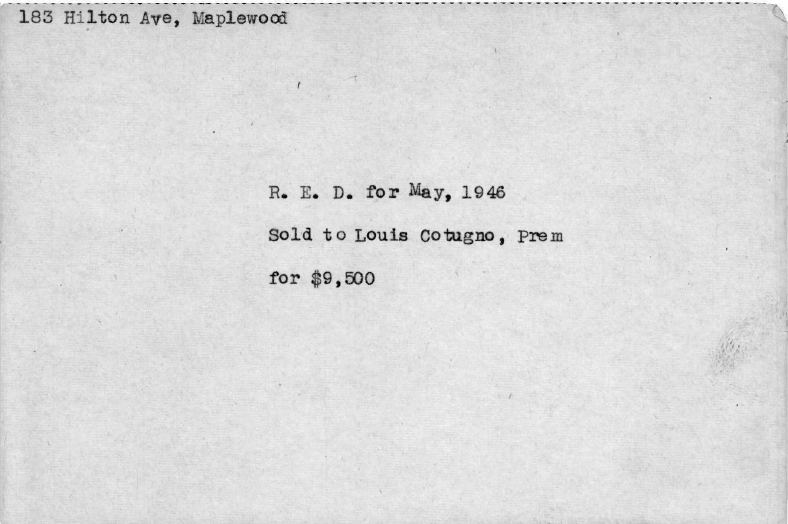 183 Hilton Ave, Maplewood
R. E. D. for May, 1946
Sold to Louis Cotugno, Prem
for $9,500